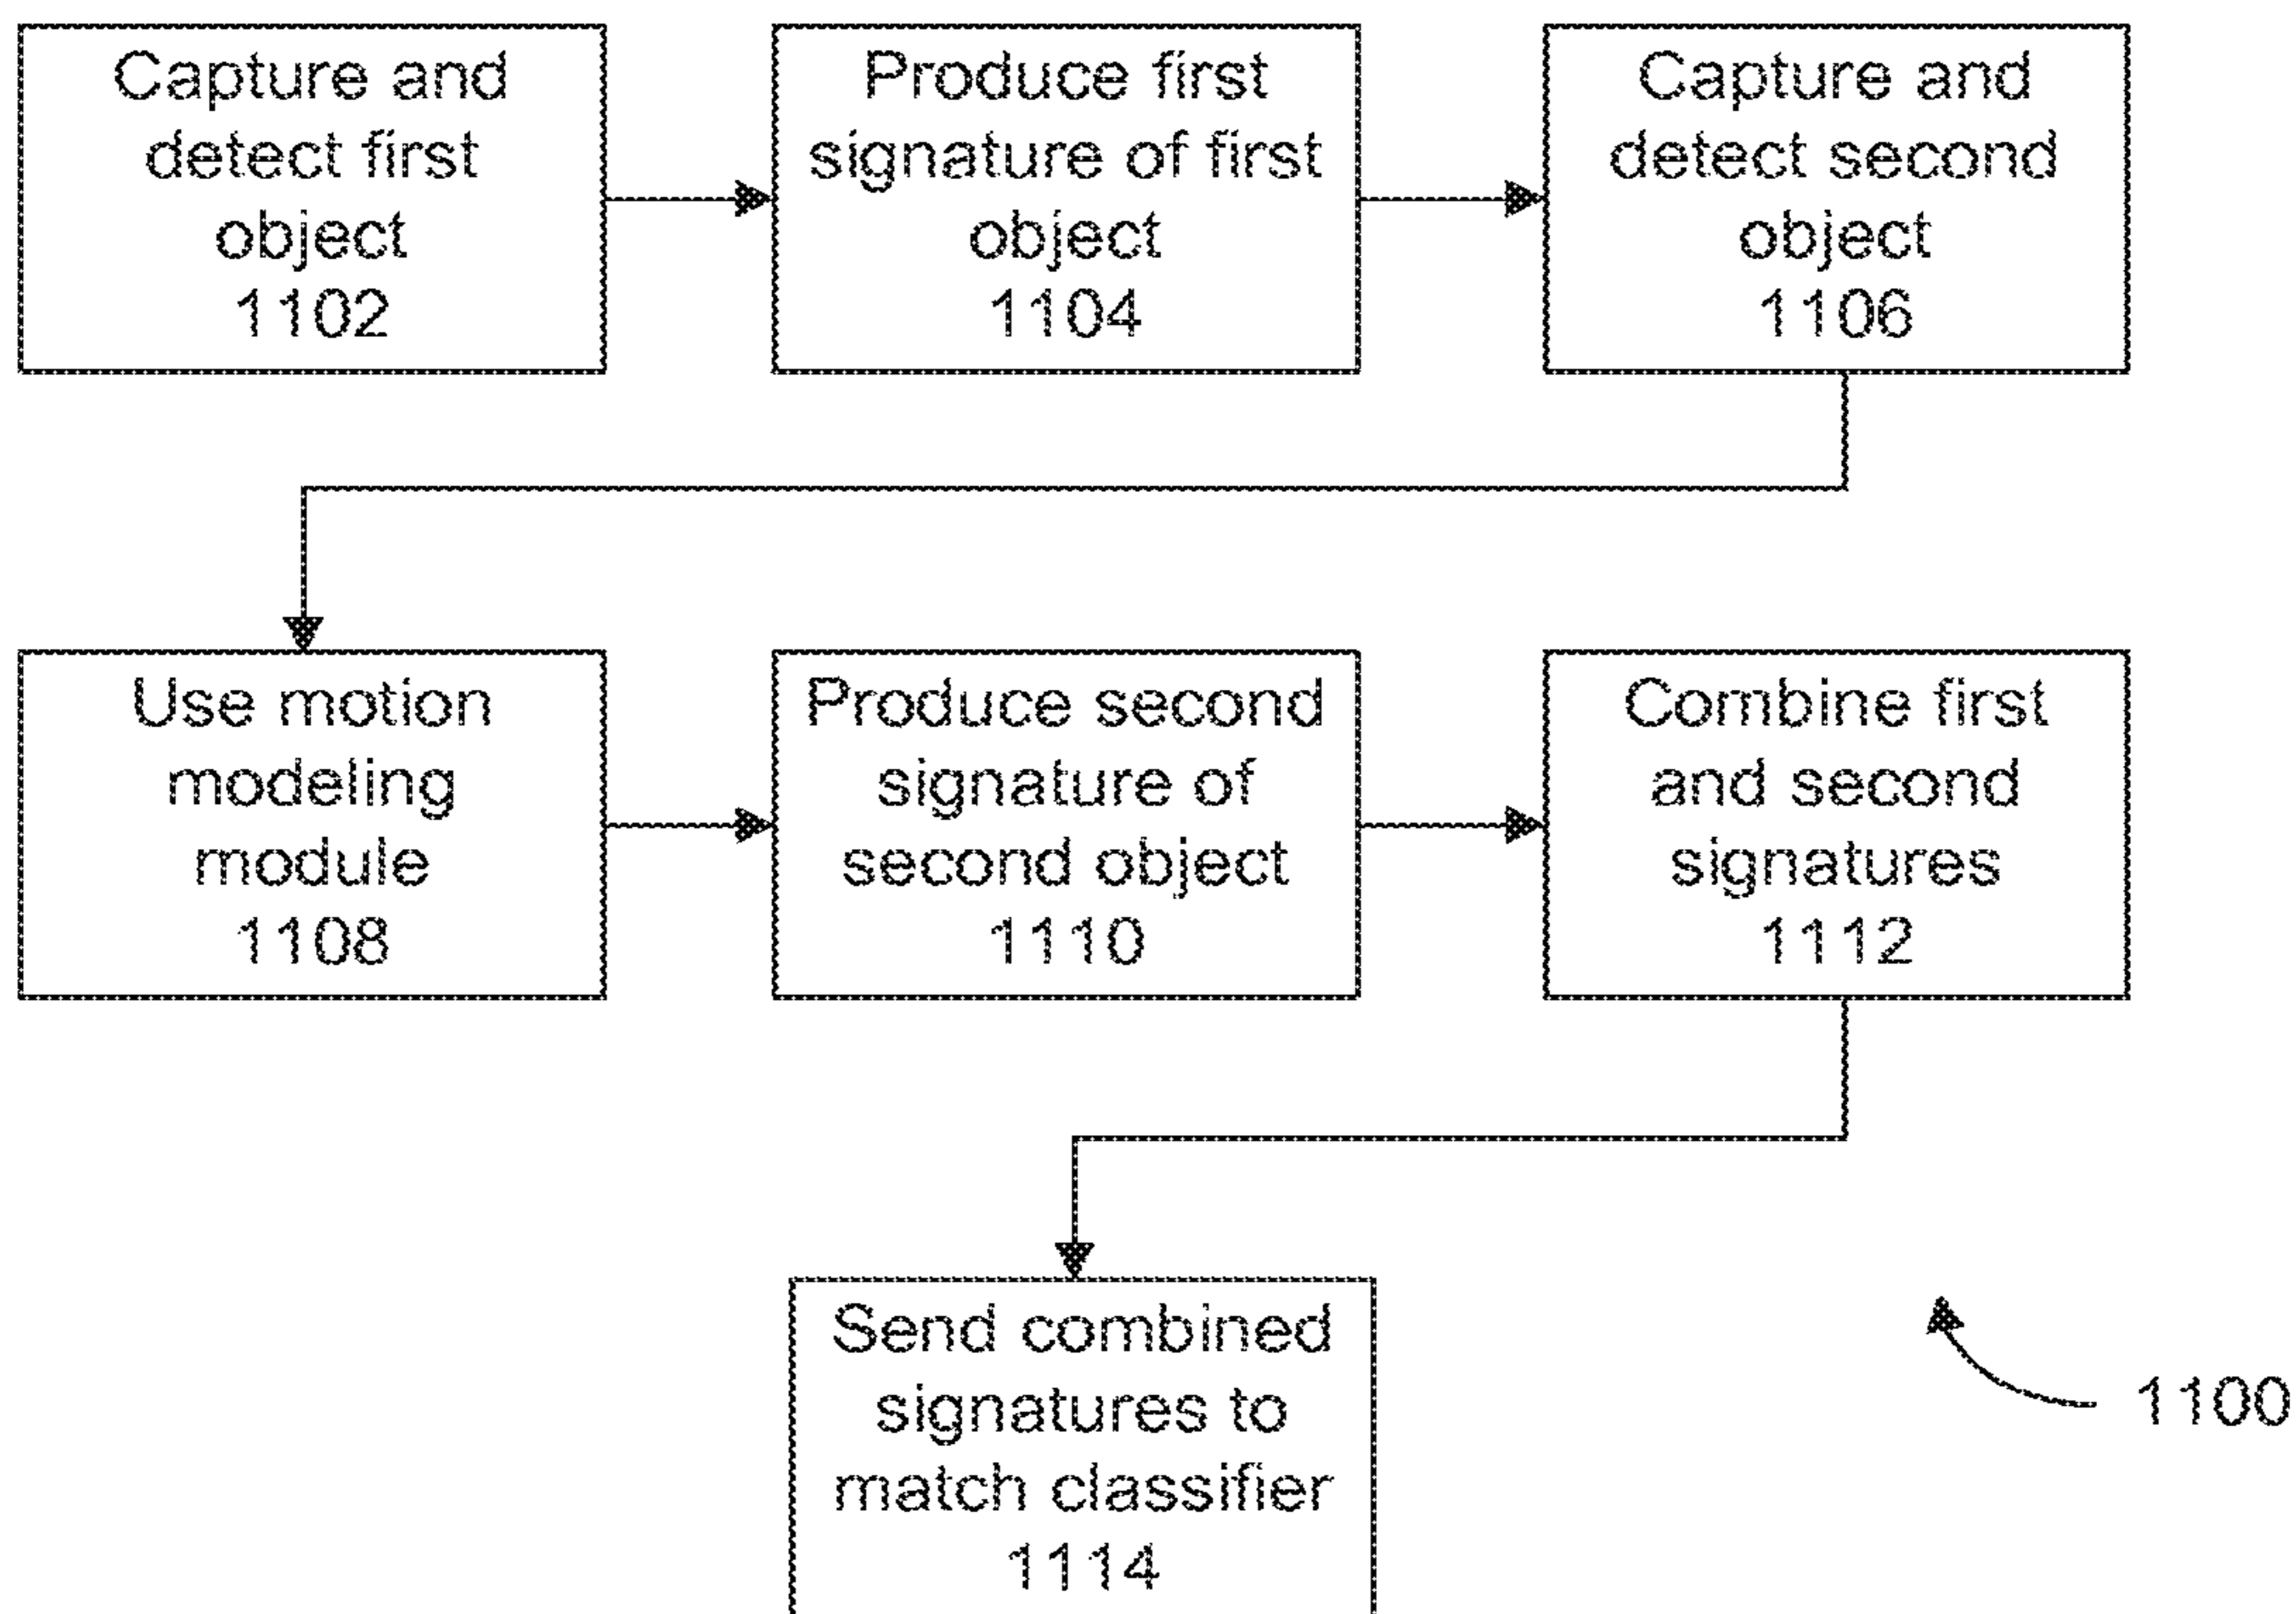 Capture and
detect first
object
1102
Produce first
signature of first
object
1104
Capture and
detect second
object
1106
Use motion
modeling
module
1108
Produce second
signature of
second object
1110
Combine first
and second
signatures
1112
Send combined
signatures to
match classifier
1114
1100